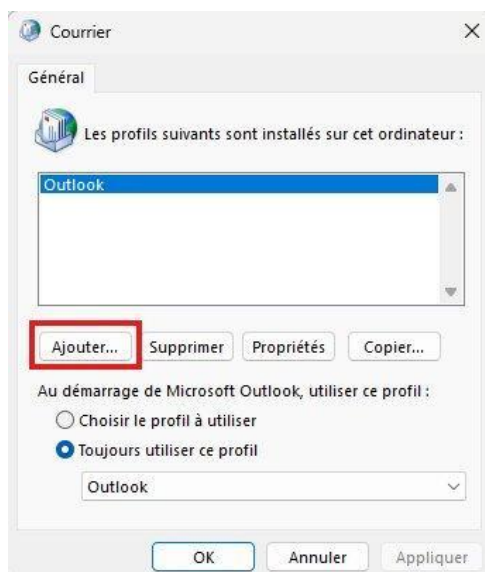 Courrier
Général
Les profils suivants sont installés sur cet ordinateur :
Outlook
Ajouter... Supprimer Propriétés Copier...
Au démarrage de Microsoft Outlook, utiliser ce profil :
Choisir le profil à utiliser
Toujours utiliser ce profil
Outlook
OK Annuler Appliquer